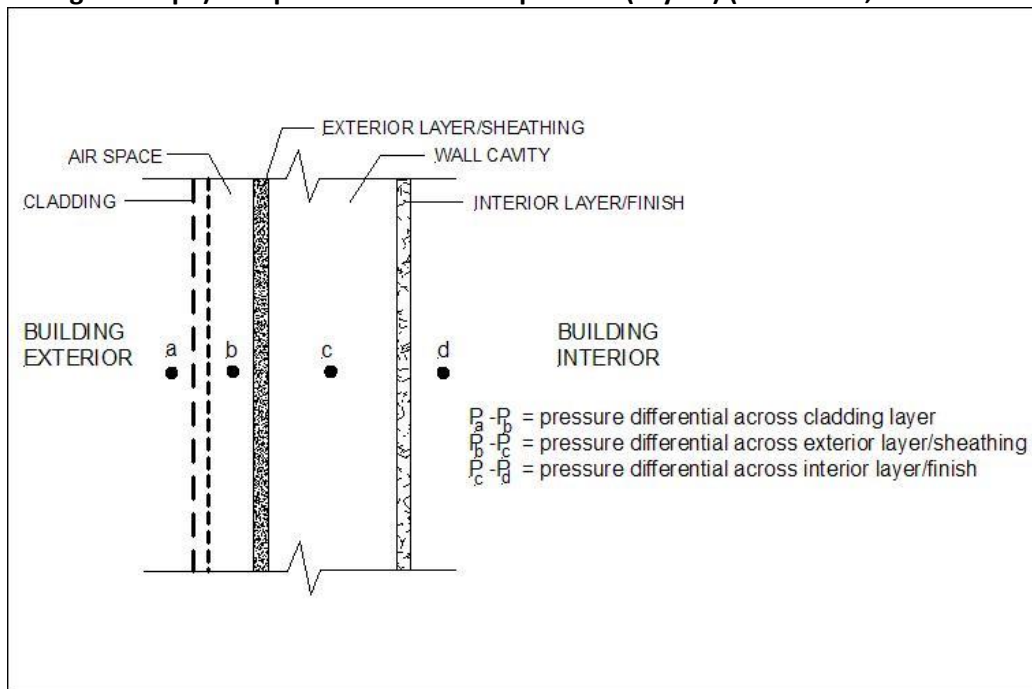 EXTERIOR LAYER/SHEATHING
AIR SPACE
WALL CAVITY
CLADDING
INTERIOR LAYER/FINISH
BUILDING
EXTERIOR
a
b
c
d
BUILDING
INTERIOR
Pa-Pb = pressure differential across cladding layer
Pb-Pc = pressure differential across exterior layer/sheathing
Pc-Pd = pressure differential across interior layer/finish